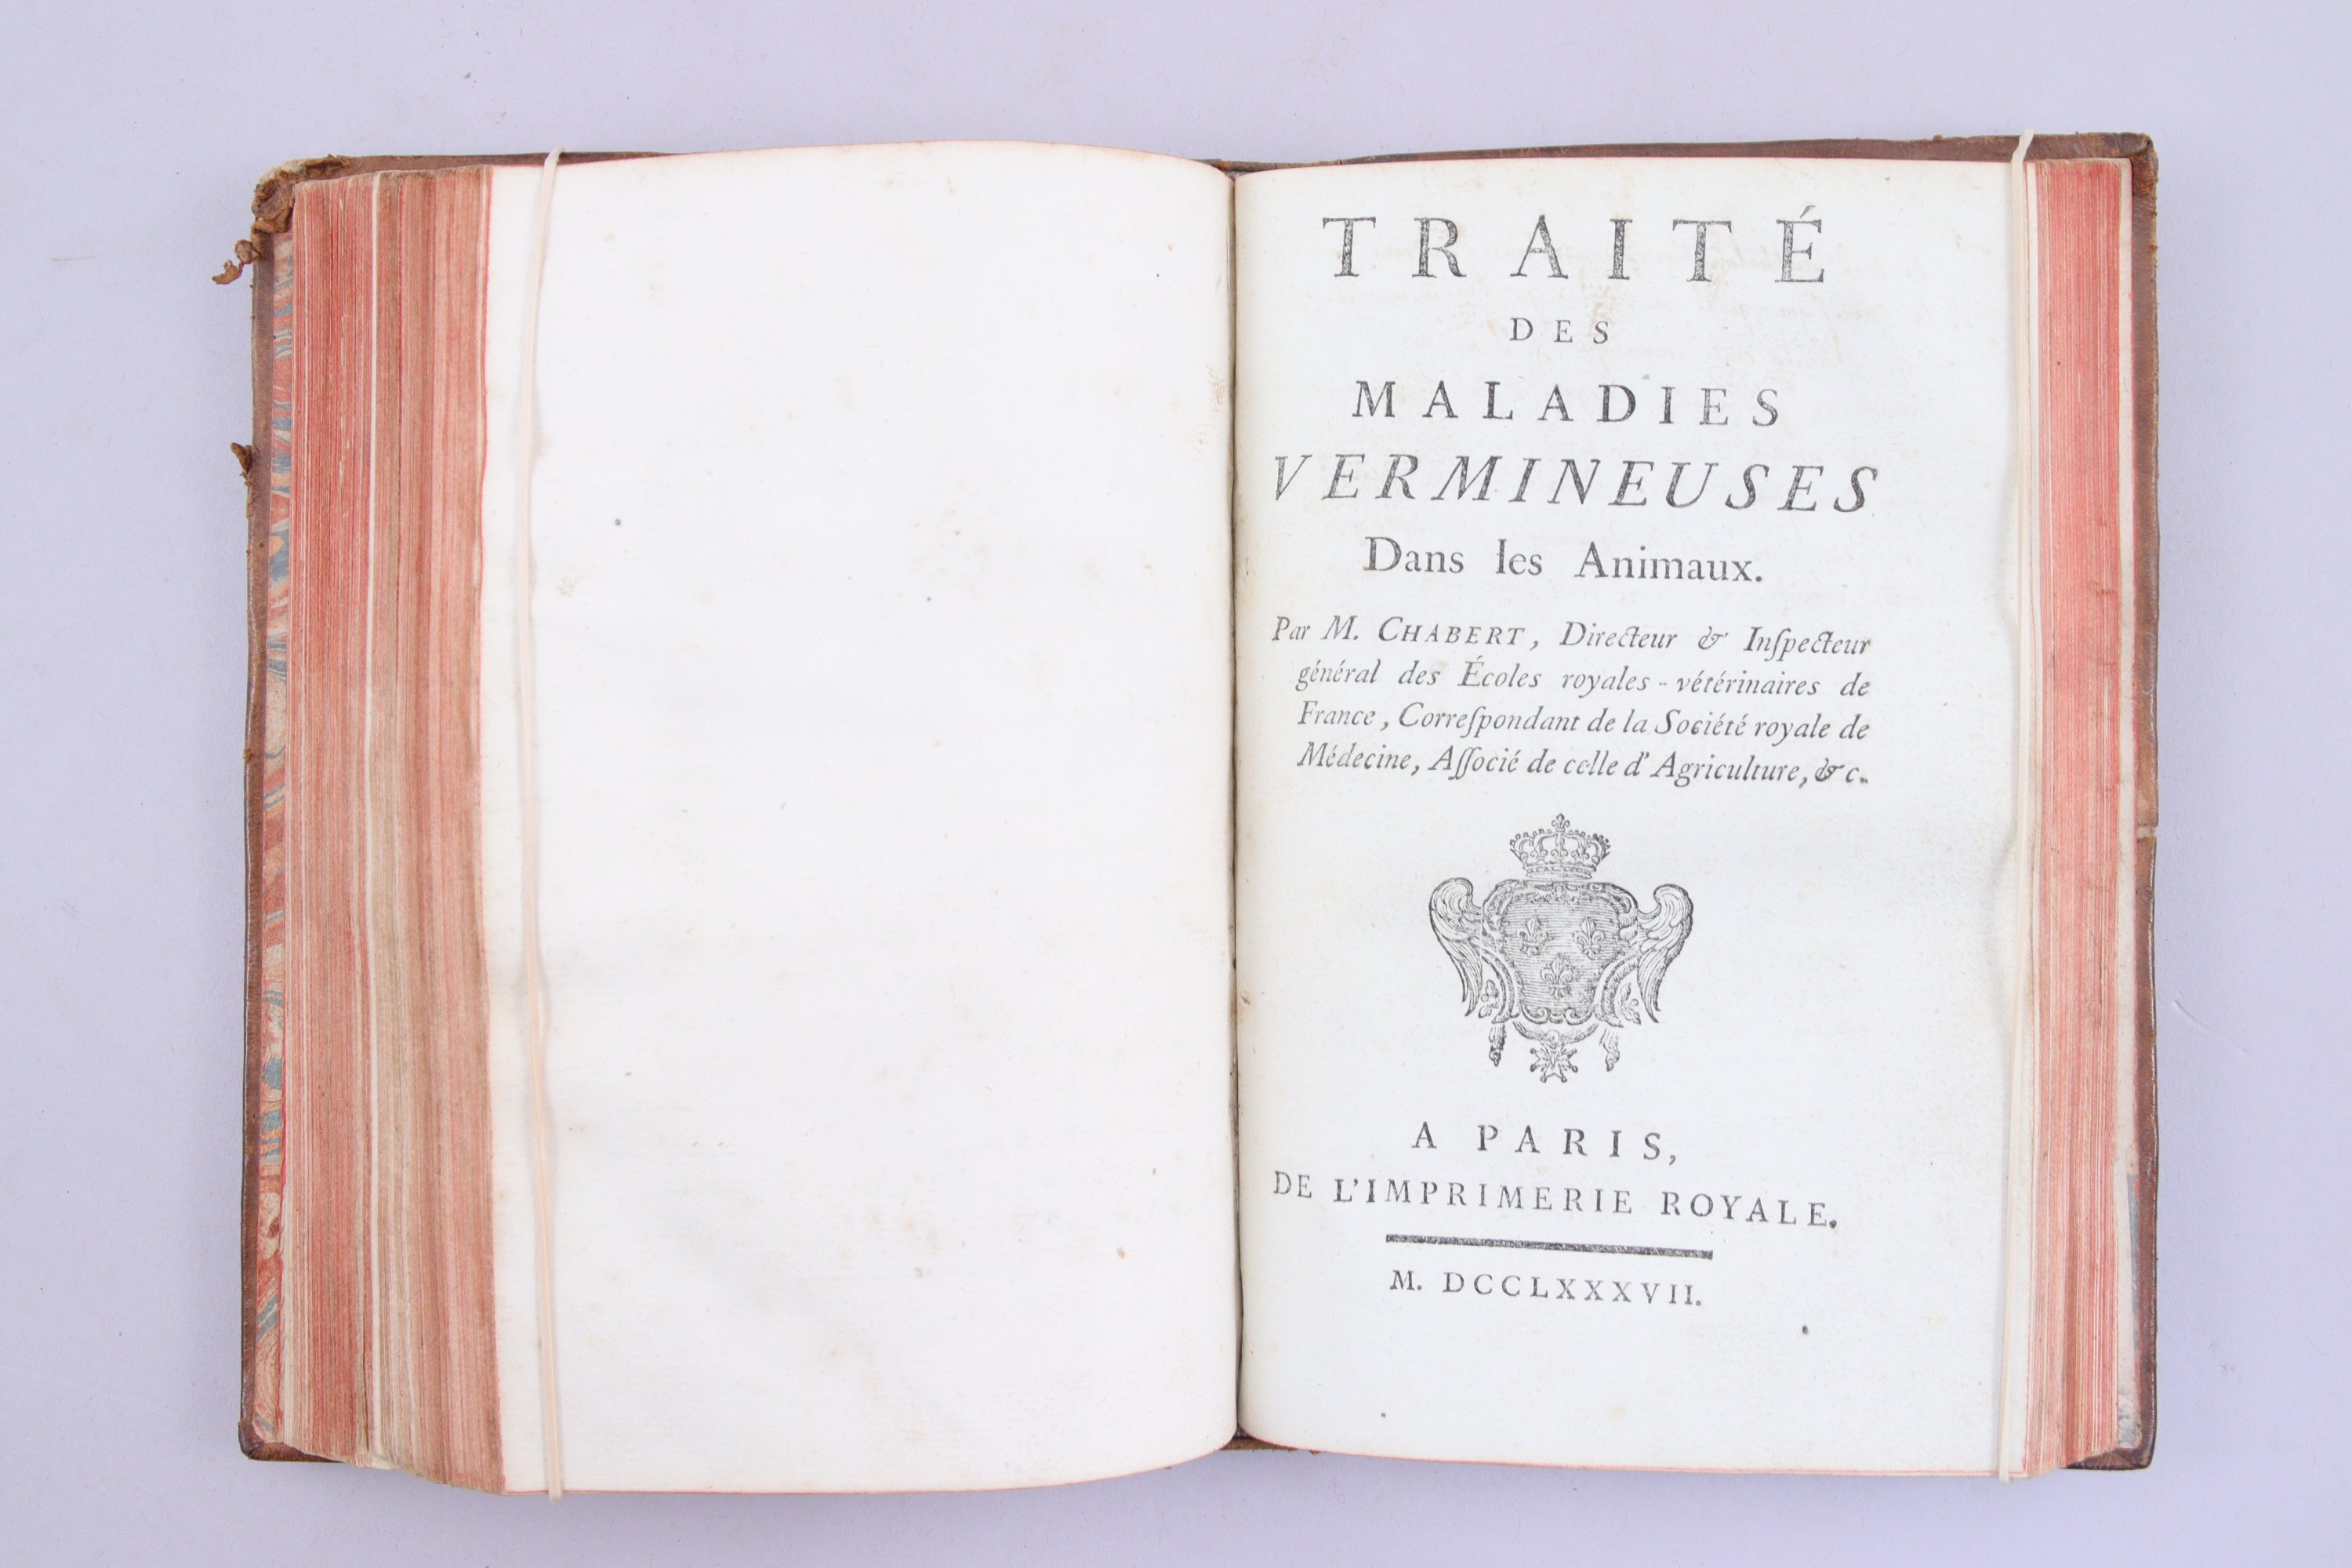 TRAITÉ
DES
MALADIES
VERMINEUSES
Dans les Animaux.
Par M. CHABERT, Directeur & Inſpecteur
général des Écoles royales-vétérinaires de
France, Correſpondant de la Société royale de
Médecine, Aſſocié de celle d'Agriculture, &c.
A PARIS,
DE L'IMPRIMERIE ROYALE.
M. DCCLXXXVII.